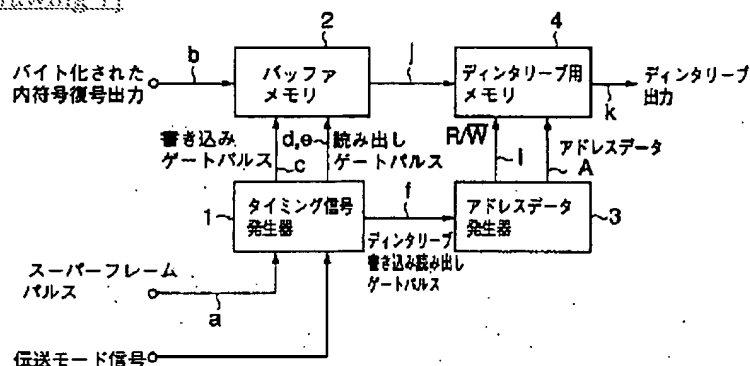 2
4
バイト化された
内符号復号出力
b
バッファ
メモリ
j
ディンタリーブ用
メモリ
k
ディンタリーブ
出力
書き込み
ゲートパルス
c
d,e
読み出し
ゲートパルス
R/W
i
アドレスデータ
A
1
タイミング信号
発生器
f
アドレスデータ
発生器
3
ディンタリーブ
書き込み読み出し
ゲートパルス
スーパーフレーム
パルス
a
伝送モード信号